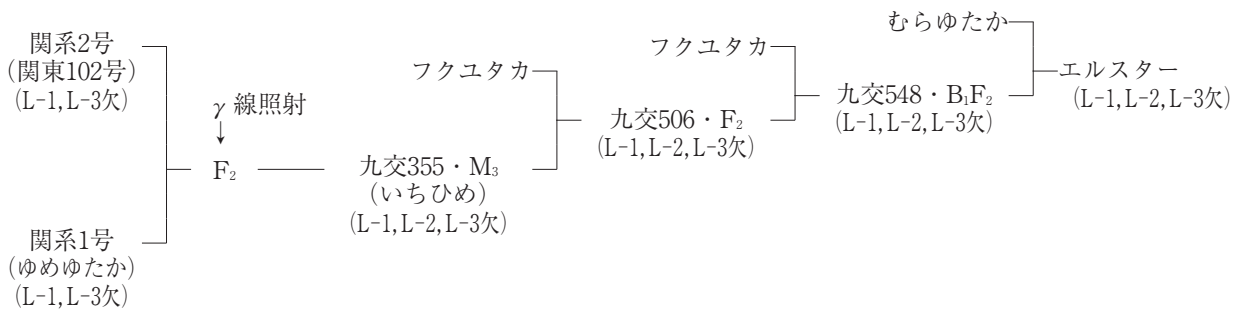 関系2号
(関東102号)
(L-1,L-3欠)
γ 線照射
↓
F₂
関系1号
(ゆめゆたか)
(L-1,L-3欠)
九交355・M₃
(いちひめ)
(L-1,L-2,L-3欠)
フクユタカ
九交506・F₂
(L-1,L-2,L-3欠)
フクユタカ
九交548・B₁F₂
(L-1,L-2,L-3欠)
むらゆたか
エルスター
(L-1,L-2,L-3欠)